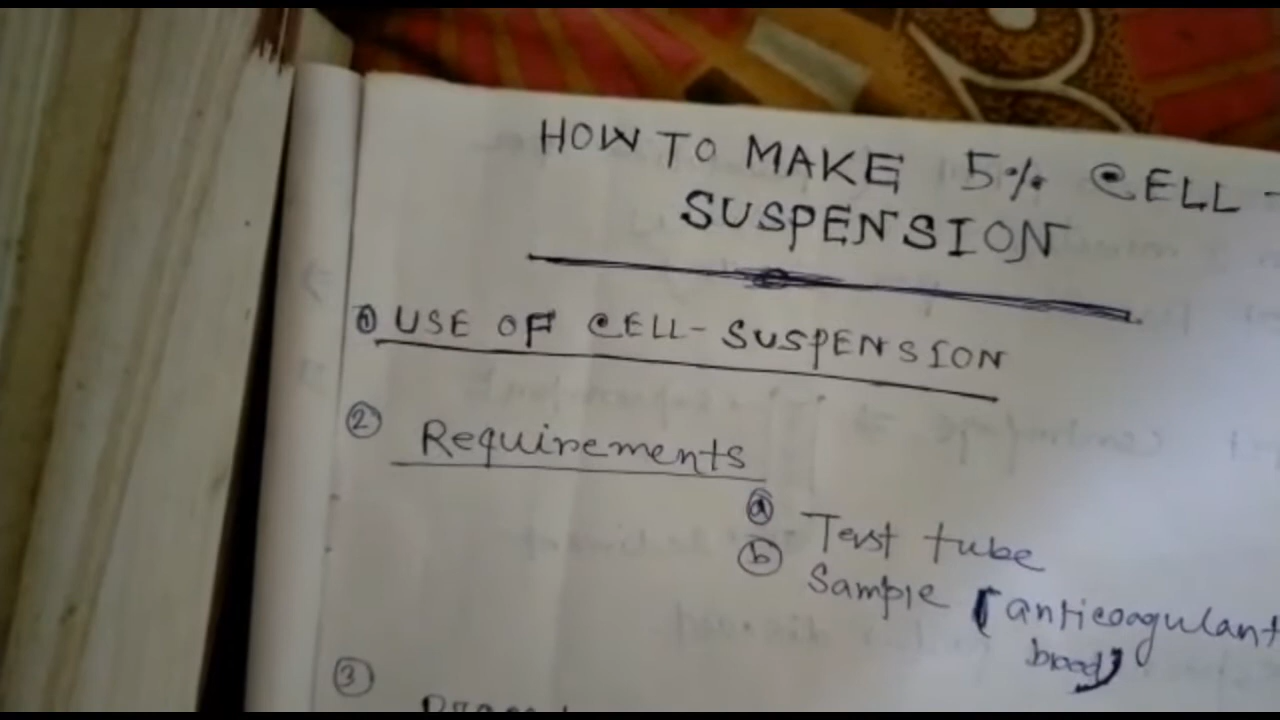 HOW TO MAKE 5% CELL -
SUSPENSION
① USE OF CELL- SUSPENSION
② Requirements
ⓐ Test tube
ⓑ Sample (anticoagulant
blood)
③